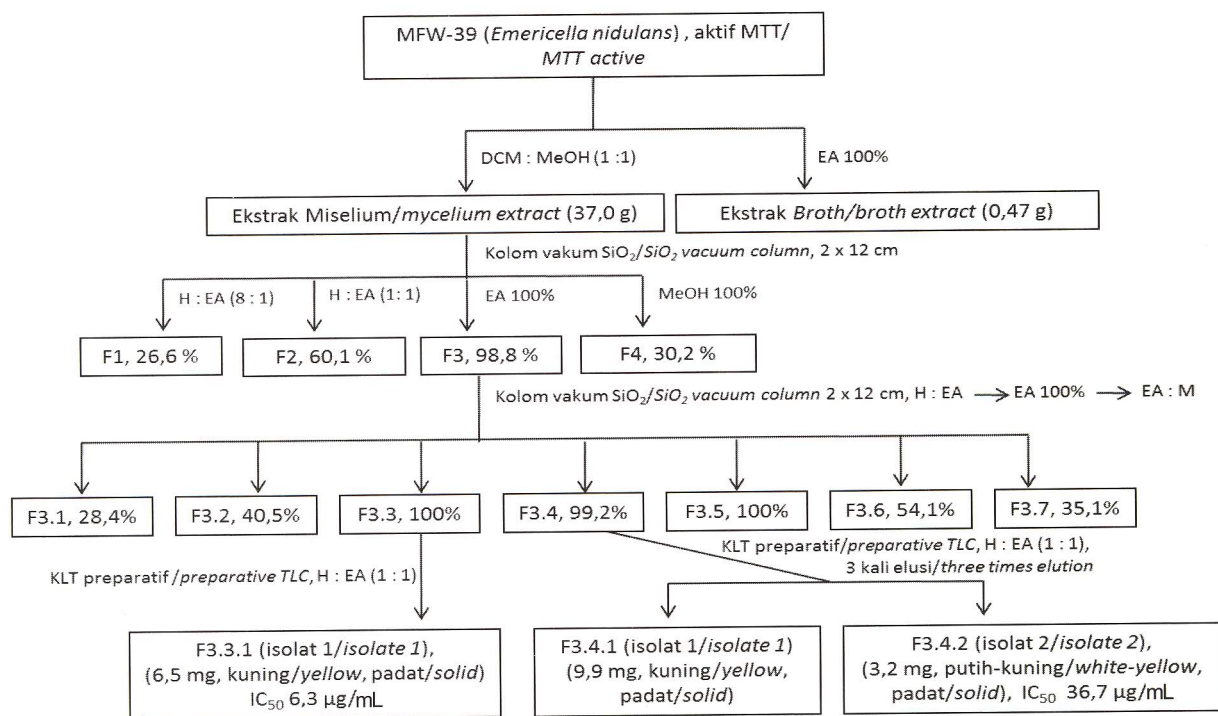 MFW-39 (Emericella nidulans) , aktif MTT/
MTT active
DCM : MeOH (1 :1)
EA 100%
Ekstrak Miselium/mycelium extract (37,0 g)
Ekstrak Broth/broth extract (0,47 g)
Kolom vakum SiO₂/SiO₂ vacuum column, 2 x 12 cm
H : EA (8 : 1)
H : EA (1: 1)
EA 100%
MeOH 100%
F1, 26,6 %
F2, 60,1 %
F3, 98,8 %
F4, 30,2 %
Kolom vakum SiO₂/SiO₂ vacuum column 2 x 12 cm, H : EA → EA 100% → EA : M
F3.1, 28,4%
F3.2, 40,5%
F3.3, 100%
F3.4, 99,2%
F3.5, 100%
F3.6, 54,1%
F3.7, 35,1%
KLT preparatif/preparative TLC, H : EA (1 : 1)
KLT preparatif/preparative TLC, H : EA (1 : 1),
3 kali elusi/three times elution
F3.3.1 (isolat 1/isolate 1),
(6,5 mg, kuning/yellow, padat/solid)
IC₅₀ 6,3 µg/mL
F3.4.1 (isolat 1/isolate 1)
(9,9 mg, kuning/yellow,
padat/solid)
F3.4.2 (isolat 2/isolate 2),
(3,2 mg, putih-kuning/white-yellow,
padat/solid), IC₅₀ 36,7 µg/mL